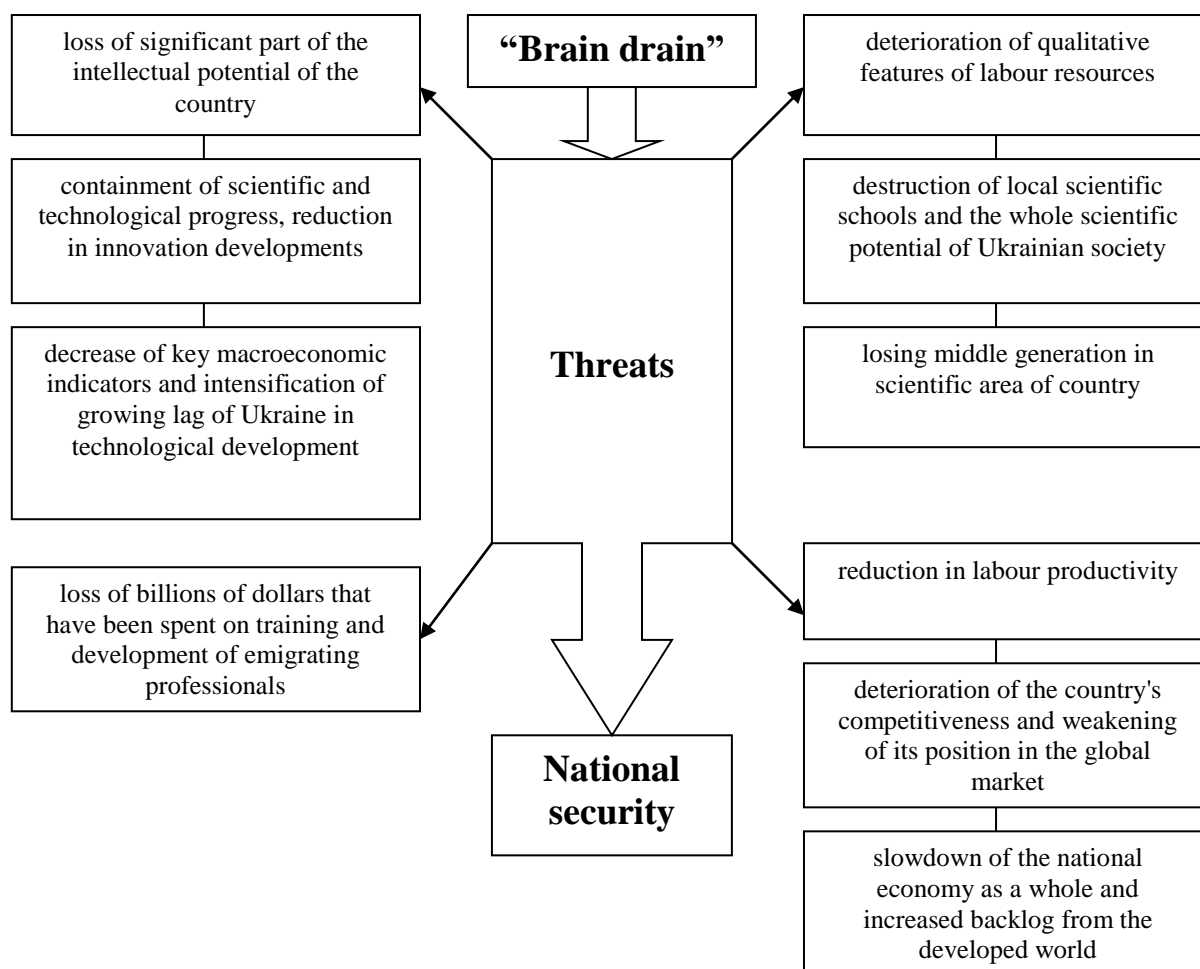 loss of significant part of the
intellectual potential of the
country
containment of scientific and
technological progress, reduction
in innovation developments
decrease of key macroeconomic
indicators and intensification of
growing lag of Ukraine in
technological development
loss of billions of dollars that
have been spent on training and
development of emigrating
professionals
“Brain drain”
Threats
National
security
deterioration of qualitative
features of labour resources
destruction of local scientific
schools and the whole scientific
potential of Ukrainian society
losing middle generation in
scientific area of country
reduction in labour productivity
deterioration of the country's
competitiveness and weakening
of its position in the global
market
slowdown of the national
economy as a whole and
increased backlog from the
developed world